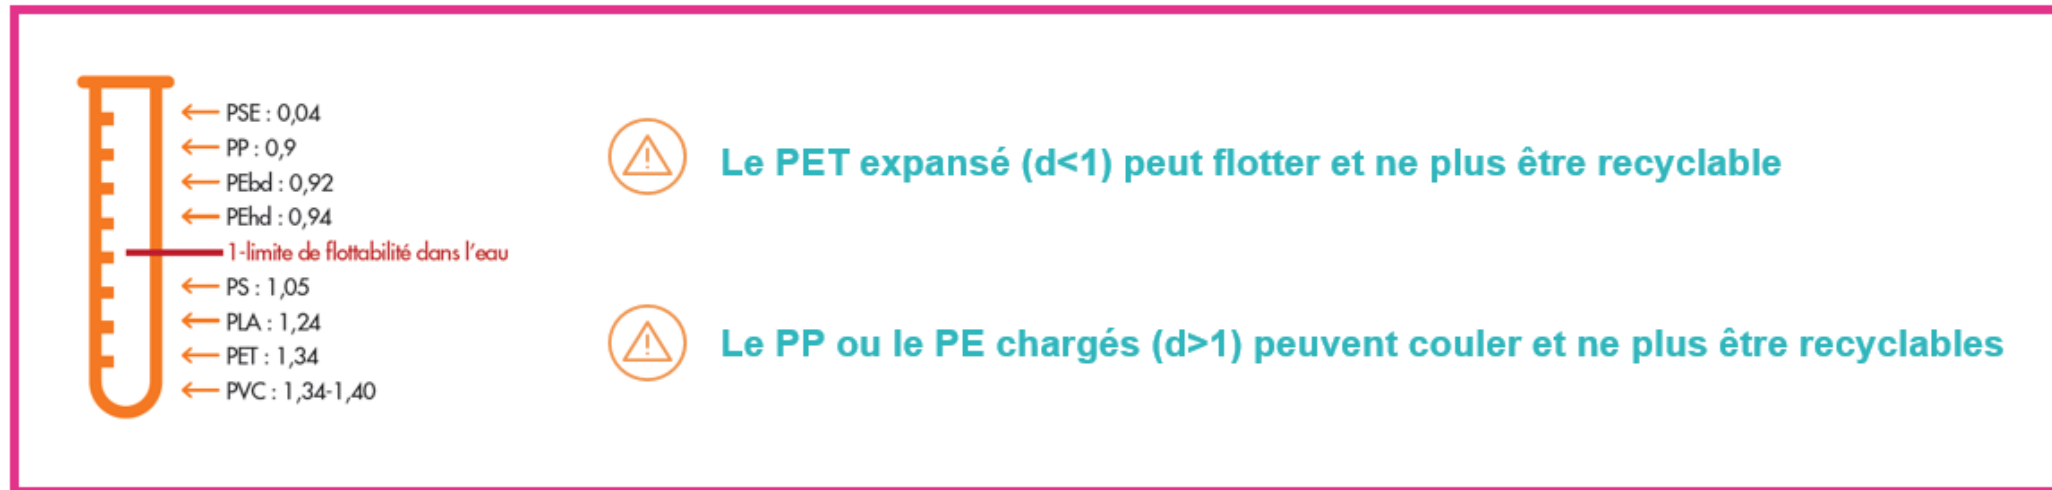 PSE : 0,04
PP : 0,9
PEbd : 0,92
PEhd : 0,94
1-limite de flottabilité dans l'eau
PS : 1,05
PLA : 1,24
PET : 1,34
PVC : 1,34-1,40
Le PET expansé (d<1) peut flotter et ne plus être recyclable
Le PP ou le PE chargés (d>1) peuvent couler et ne plus être recyclables